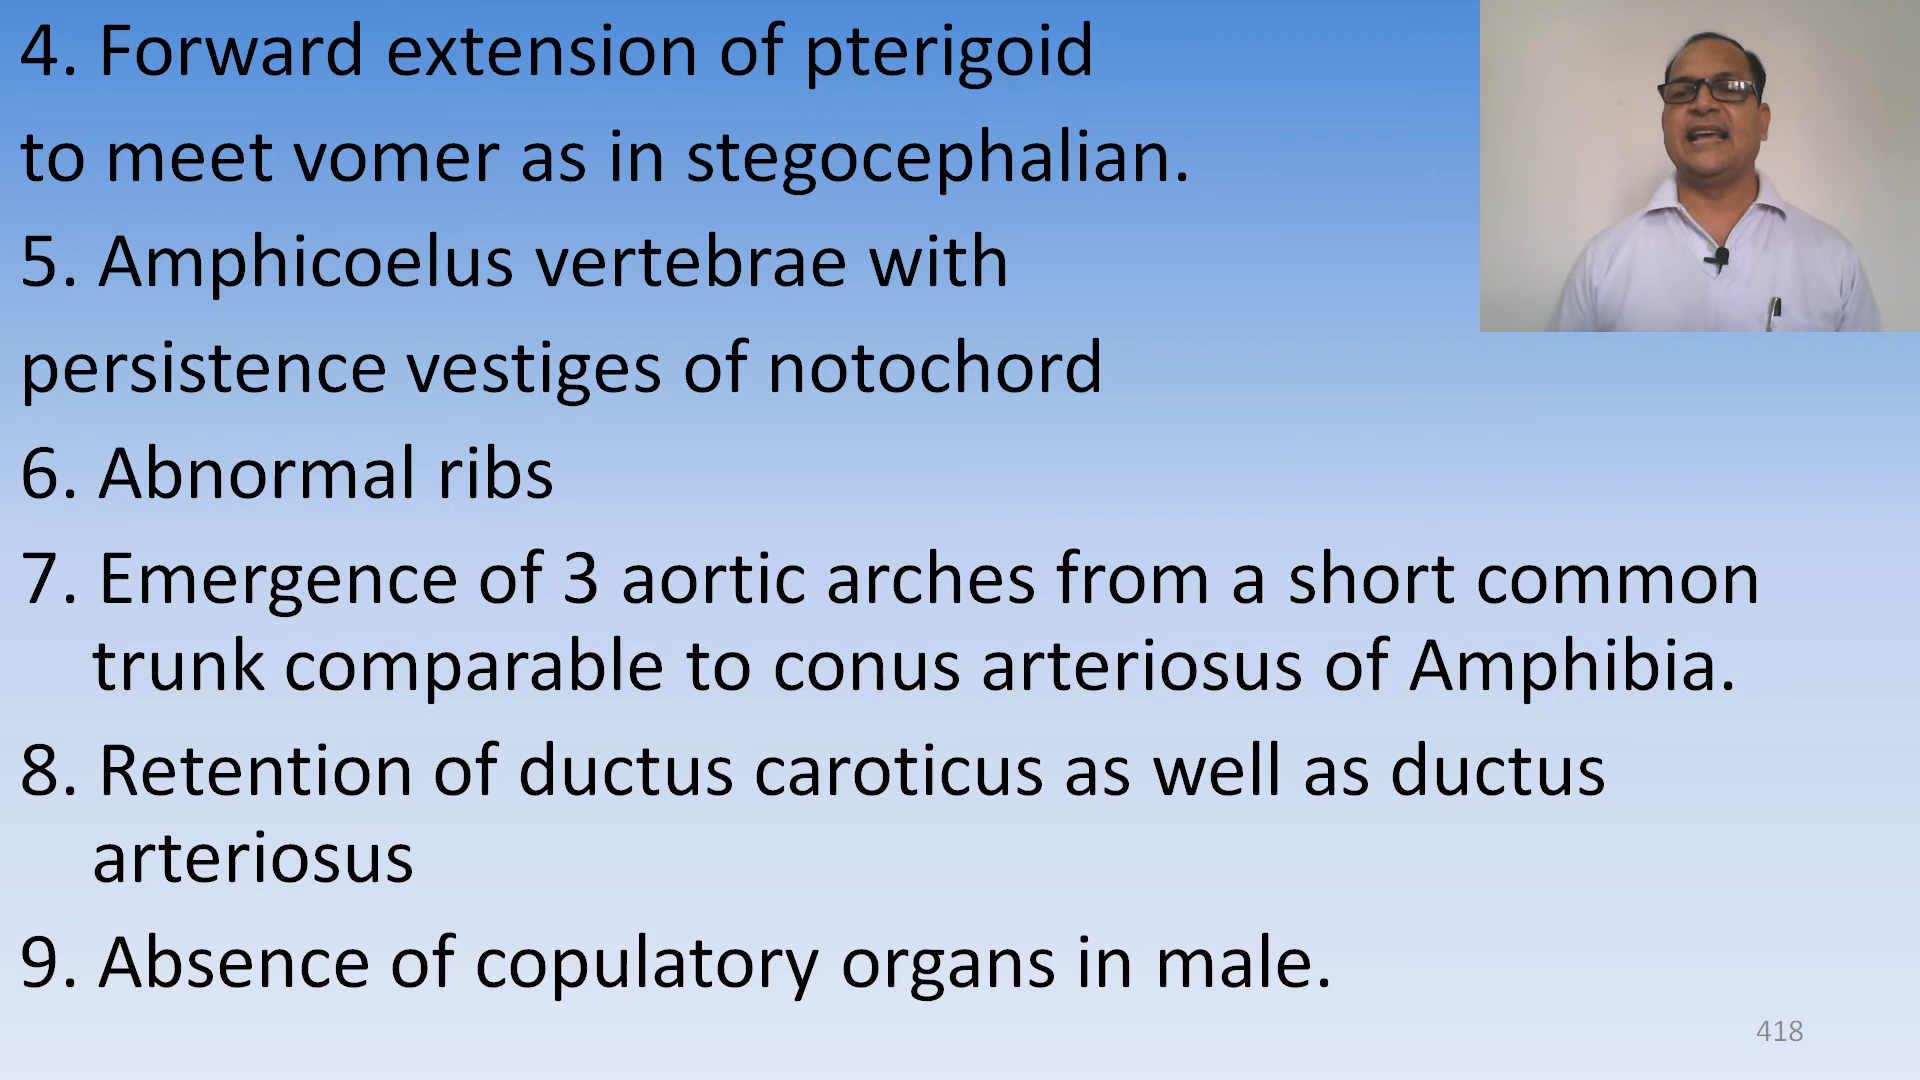 4. Forward extension of pterigoid
to meet vomer as in stegocephalian.
5. Amphicoelus vertebrae with
persistence vestiges of notochord
6. Abnormal ribs
7. Emergence of 3 aortic arches from a short common
trunk comparable to conus arteriosus of Amphibia.
8. Retention of ductus caroticus as well as ductus
arteriosus
9. Absence of copulatory organs in male.
418